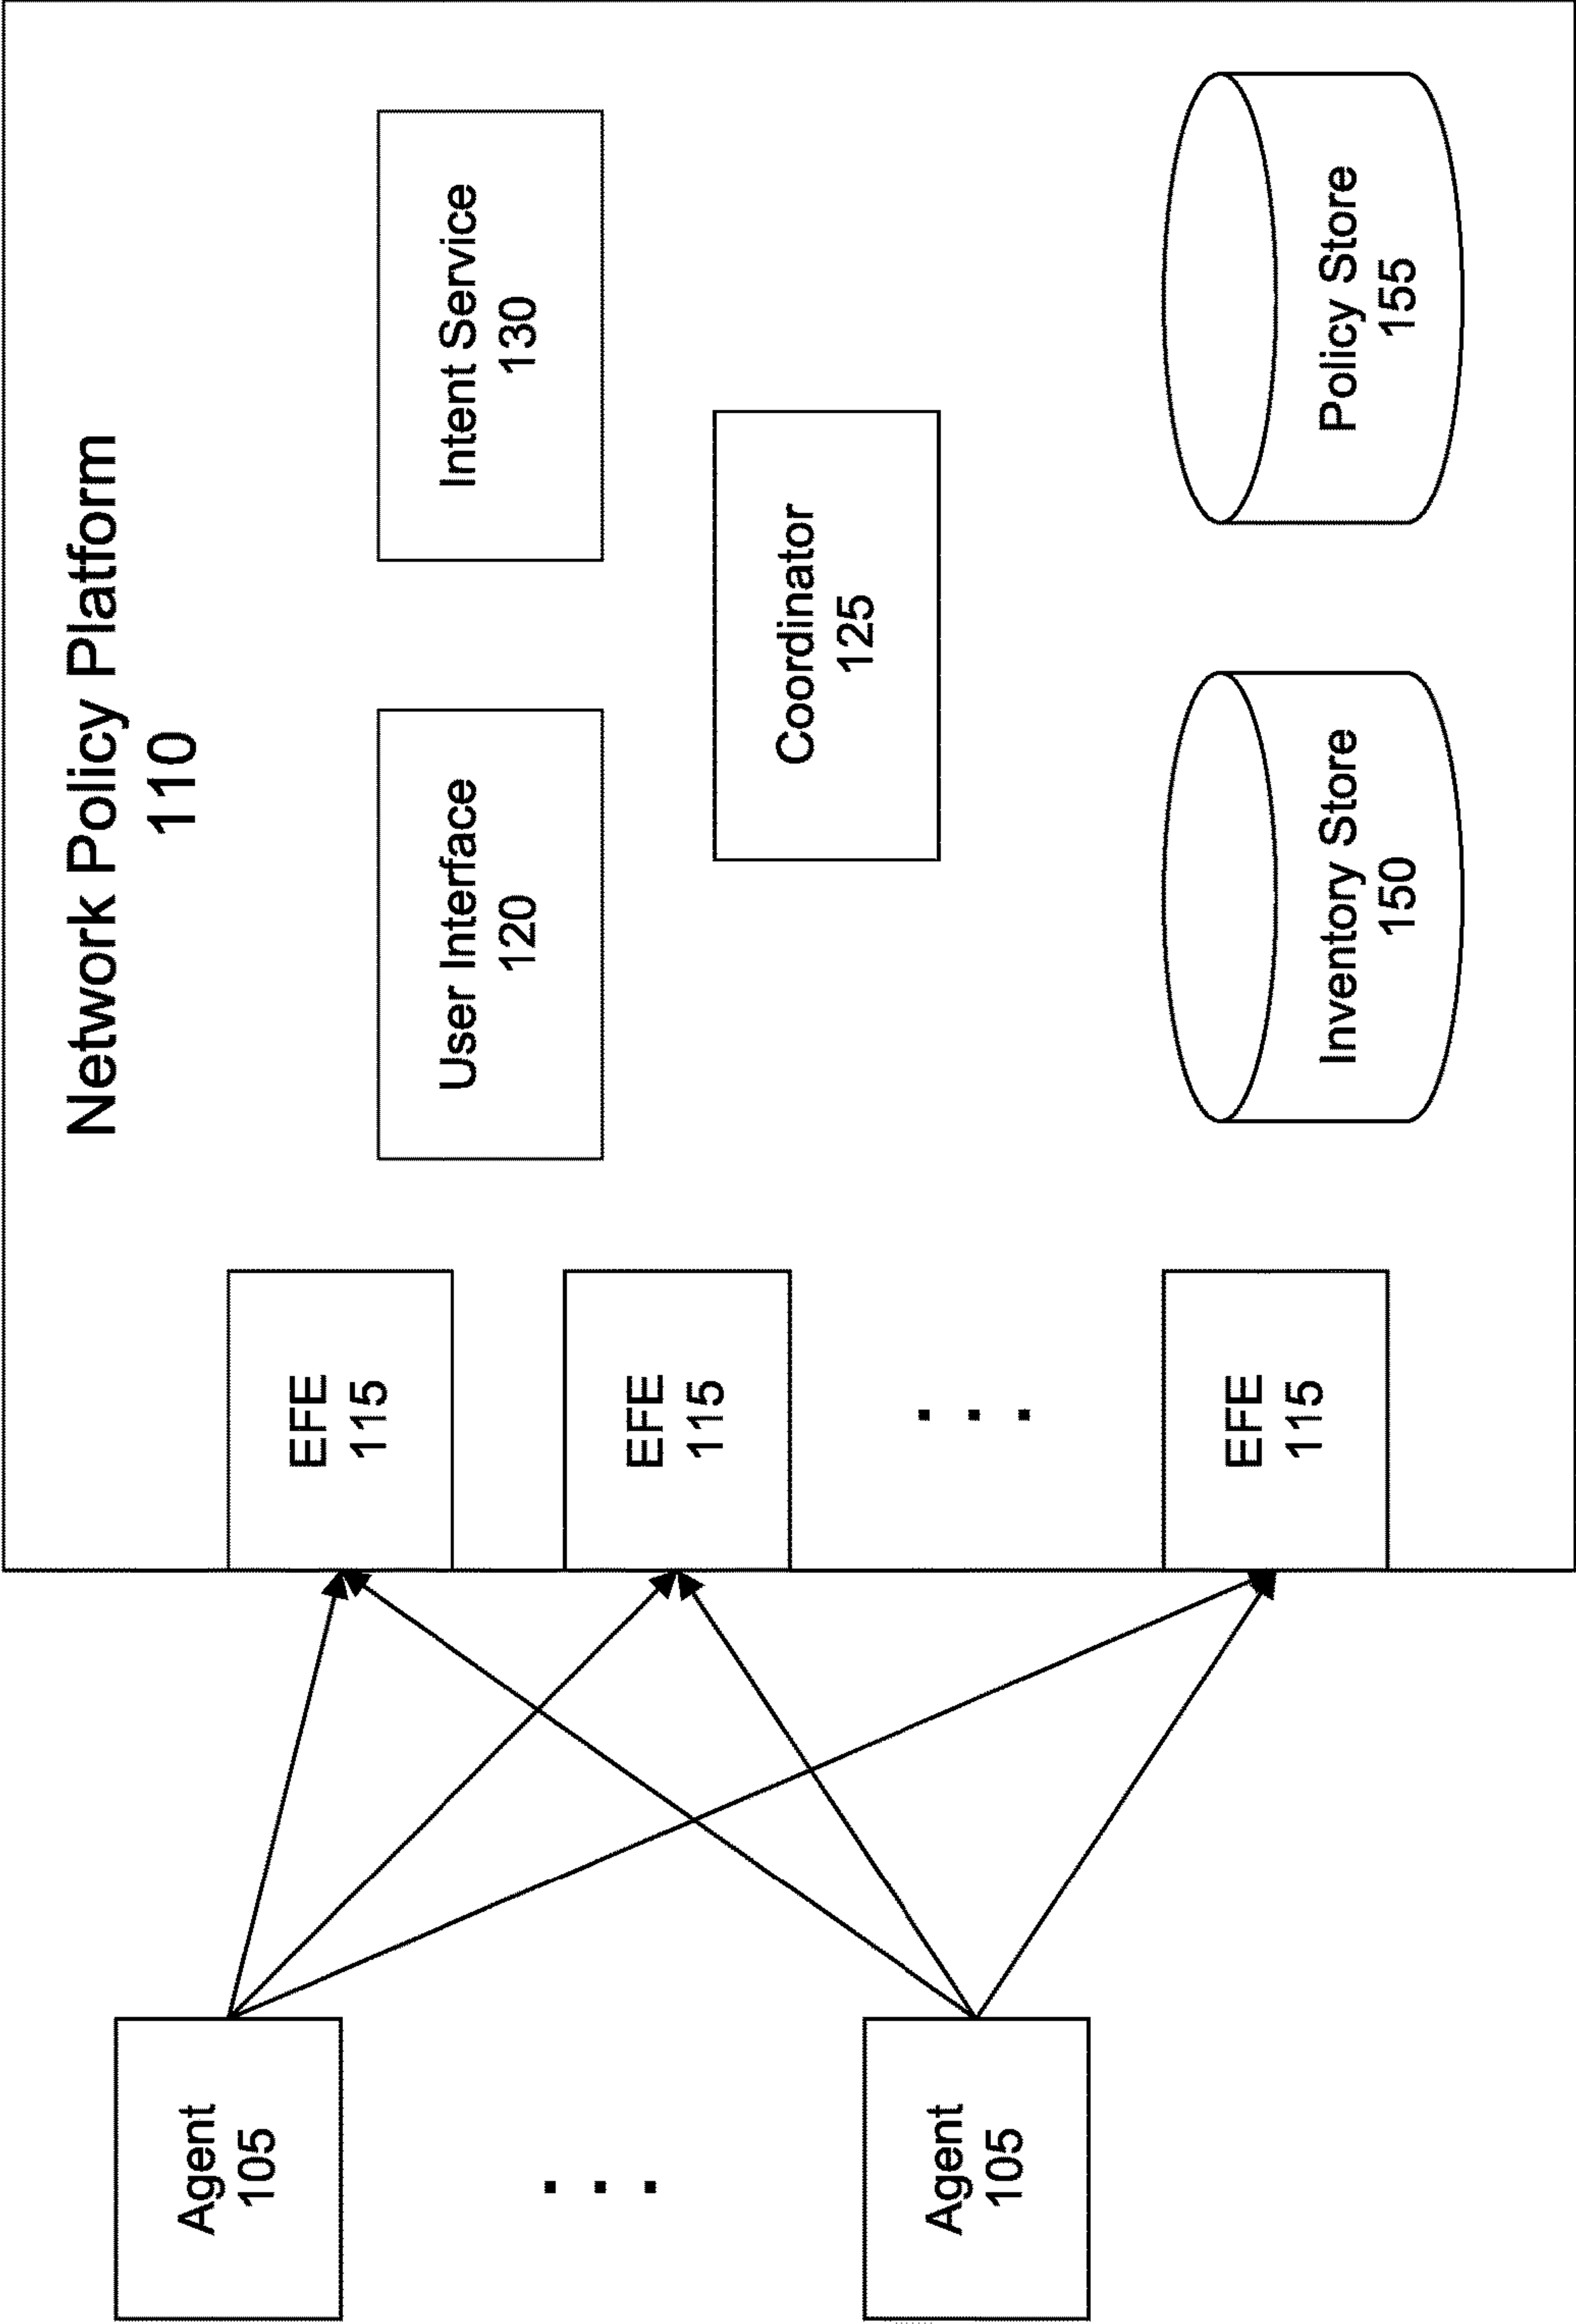 Network Policy Platform
110
Agent
105
. . .
Agent
105
EFE
115
EFE
115
. . .
EFE
115
User Interface
120
Intent Service
130
Coordinator
125
Inventory Store
150
Policy Store
155